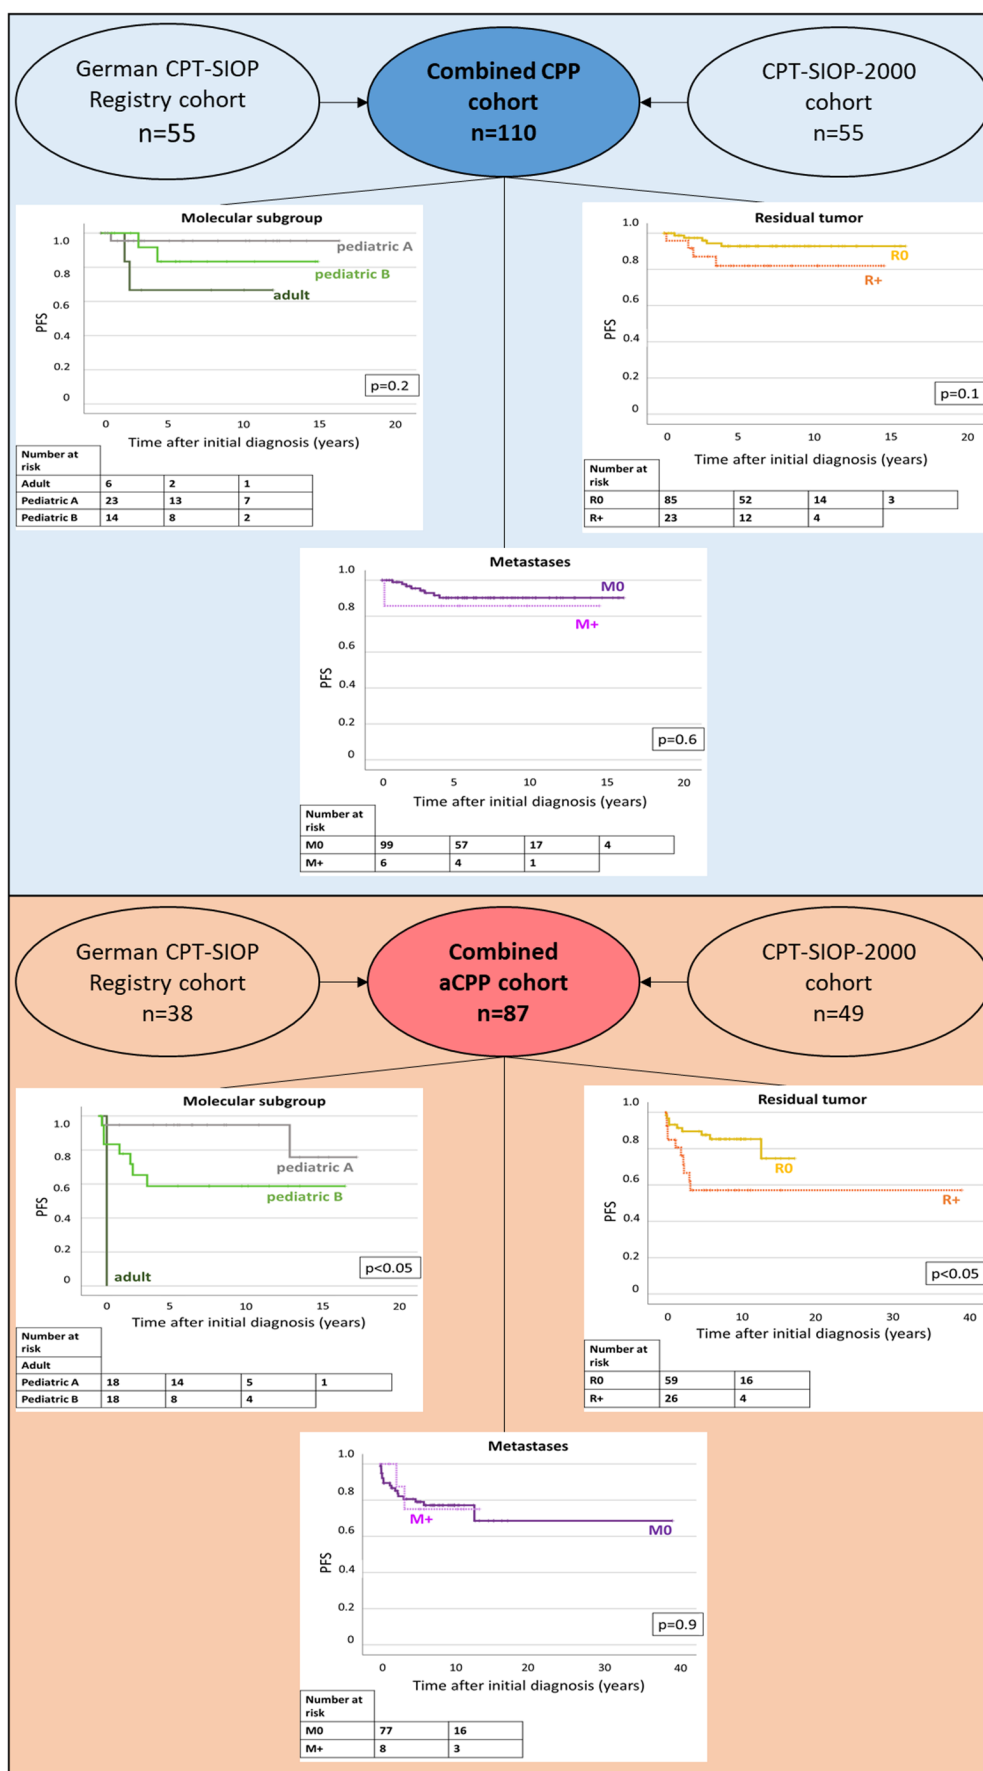 German CPT-SIOP
Registry cohort
n=55
Combined CPP
cohort
n=110
CPT-SIOP-2000
cohort
n=55
Molecular subgroup
1.0
0.8
0.6
0.4
0.2
0
PFS
pediatric A
pediatric B
adult
p=0.2
0 5 10 15 20
Time after initial diagnosis (years)
Number at
risk
Adult 6 2 1
Pediatric A 23 13 7
Pediatric B 14 8 2
Residual tumor
1.0
0.8
0.6
0.4
0.2
0
PFS
R0
R+
p=0.1
0 5 10 15 20
Time after initial diagnosis (years)
Number at
risk
R0 85 52 14 3
R+ 23 12 4
Metastases
1.0
0.8
0.6
0.4
0.2
0
PFS
M0
M+
p=0.6
0 5 10 15 20
Time after initial diagnosis (years)
Number at
risk
M0 99 57 17 4
M+ 6 4 1
German CPT-SIOP
Registry cohort
n=38
Combined
aCPP cohort
n=87
CPT-SIOP-2000
cohort
n=49
Molecular subgroup
1.0
0.8
0.6
0.4
0.2
0
PFS
pediatric A
pediatric B
adult
p<0.05
0 5 10 15 20
Time after initial diagnosis (years)
Number at
risk
Adult
Pediatric A 18 14 5 1
Pediatric B 18 8 4
Residual tumor
1.0
0.8
0.6
0.4
0.2
0
PFS
R0
R+
p<0.05
0 10 20 30 40
Time after initial diagnosis (years)
Number at
risk
R0 59 16
R+ 26 4
Metastases
1.0
0.8
0.6
0.4
0.2
0
PFS
M+
M0
p=0.9
0 10 20 30 40
Time after initial diagnosis (years)
Number at
risk
M0 77 16
M+ 8 3